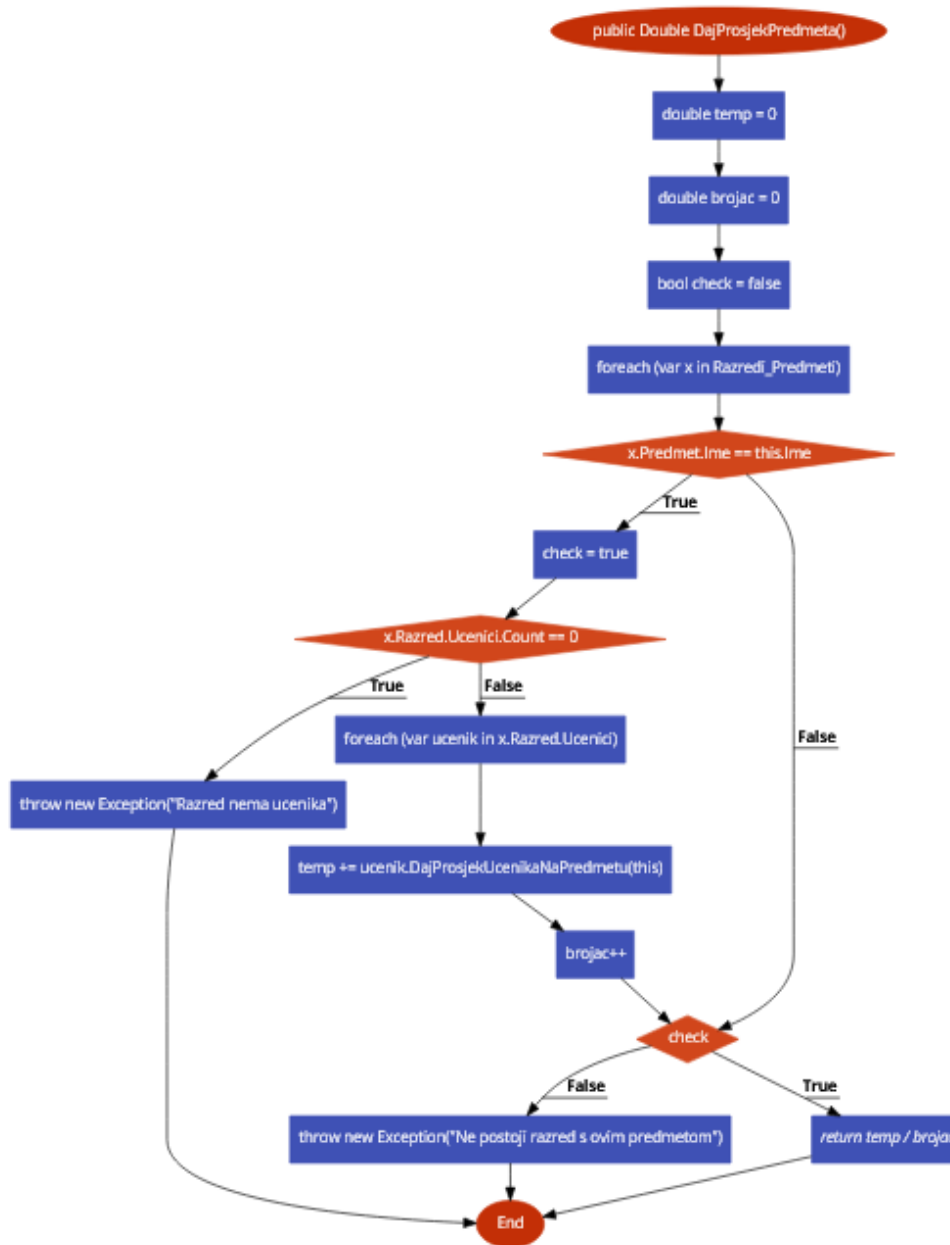 public Double DajProsjekPredmeta()
double temp = 0
double brojac = 0
bool check = false
foreach (var x in Razredi_Predmeti)
x.Predmet.Ime == this.Ime
True
check = true
x.Razred.Ucenici.Count == 0
True
False
foreach (var ucenik in x.Razred.Ucenici)
False
throw new Exception("Razred nema ucenika")
temp += ucenik.DajProsjekUcenikaNaPredmetu(this)
brojac++
check
False
True
throw new Exception("Ne postoji razred s ovim predmetom")
return temp /
End